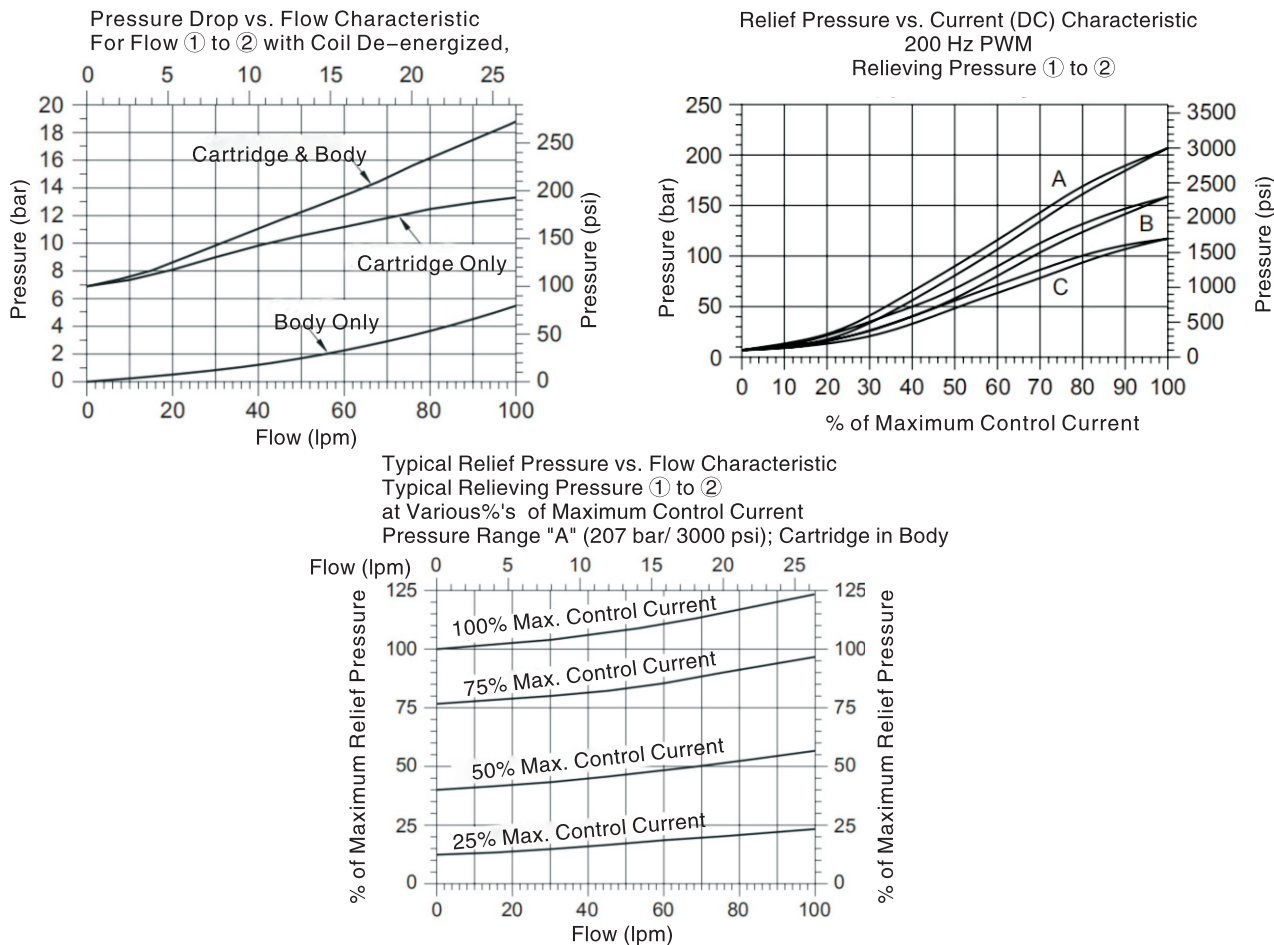 Pressure Drop vs. Flow Characteristic
For Flow ① to ② with Coil De-energized,
0 5 10 15 20 25
20
18
16
14
12
10
8
6
4
2
0
Pressure (bar)
Cartridge & Body
Cartridge Only
Body Only
250
200
150
100
50
0
Pressure (psi)
0 20 40 60 80 100
Flow (lpm)
Relief Pressure vs. Current (DC) Characteristic
200 Hz PWM
Relieving Pressure ① to ②
250
200
150
100
50
0
Pressure (bar)
A
B
C
3500
3000
2500
2000
1500
1000
500
0
Pressure (psi)
0 10 20 30 40 50 60 70 80 90 100
% of Maximum Control Current
Typical Relief Pressure vs. Flow Characteristic
Typical Relieving Pressure ① to ②
at Various%'s of Maximum Control Current
Pressure Range "A" (207 bar/ 3000 psi); Cartridge in Body
Flow (lpm) 0 5 10 15 20 25
125
100
75
50
25
0
% of Maximum Relief Pressure
100% Max. Control Current
75% Max. Control Current
50% Max. Control Current
25% Max. Control Current
125
100
75
50
25
0
% of Maximum Relief Pressure
0 20 40 60 80 100
Flow (lpm)